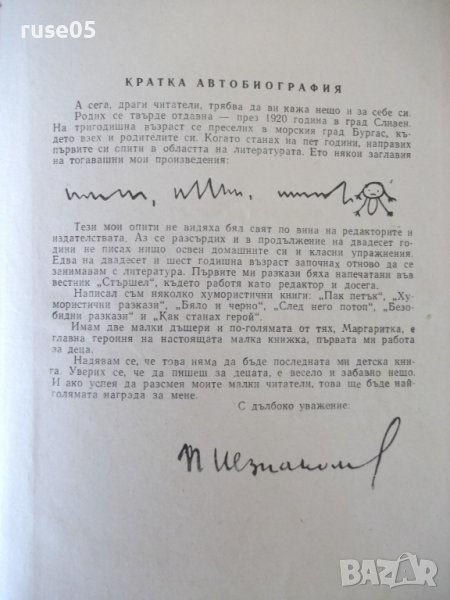 ruse05
КРАТКА АВТОБИОГРАФИЯ
А сега, драги читатели, трябва да ви кажа нещо и за себе си.
Родих се твърде отдавна — през 1920 година в град Сливен.
На тригодишна възраст се преселих в морския град Бургас, къ-
дето взех и родителите си. Когато станах на пет години, направих
първите си опити в областта на литературата. Ето някои заглавия
на тогавашни мои произведения:
Тези мои опити не видяха бял свят по вина на редакторите и
издателствата. Аз се разсърдих и в продължение на двадесет го-
дини не писах нищо освен домашните си и класни упражнения.
Едва на двадесет и шест годишна възраст започнах отново да се
занимавам с литература. Първите ми разкази бяха напечатани във
вестник „Стършел", където работя като редактор и досега.
Написал съм няколко хумористични книги: „Пак петък", „Ху-
мористични разкази", „Бяло и черно", „След него потоп", „Безо-
бидни разкази" и „Как станах герой".
Имам две малки дъщери и по-голямата от тях, Маргаритка, е
главна героиня на настоящата малка книжка, първата ми работа
за деца.
Надявам се, че това няма да бъде последната ми детска кни-
га. Уверих се, че да пишеш за децата, е весело и забавно нещо.
И ако успея да разсмея моите малки читатели, това ще бъде най-
голямата награда за мене.
С дълбоко уважение:
П Незнаком
BAZAR